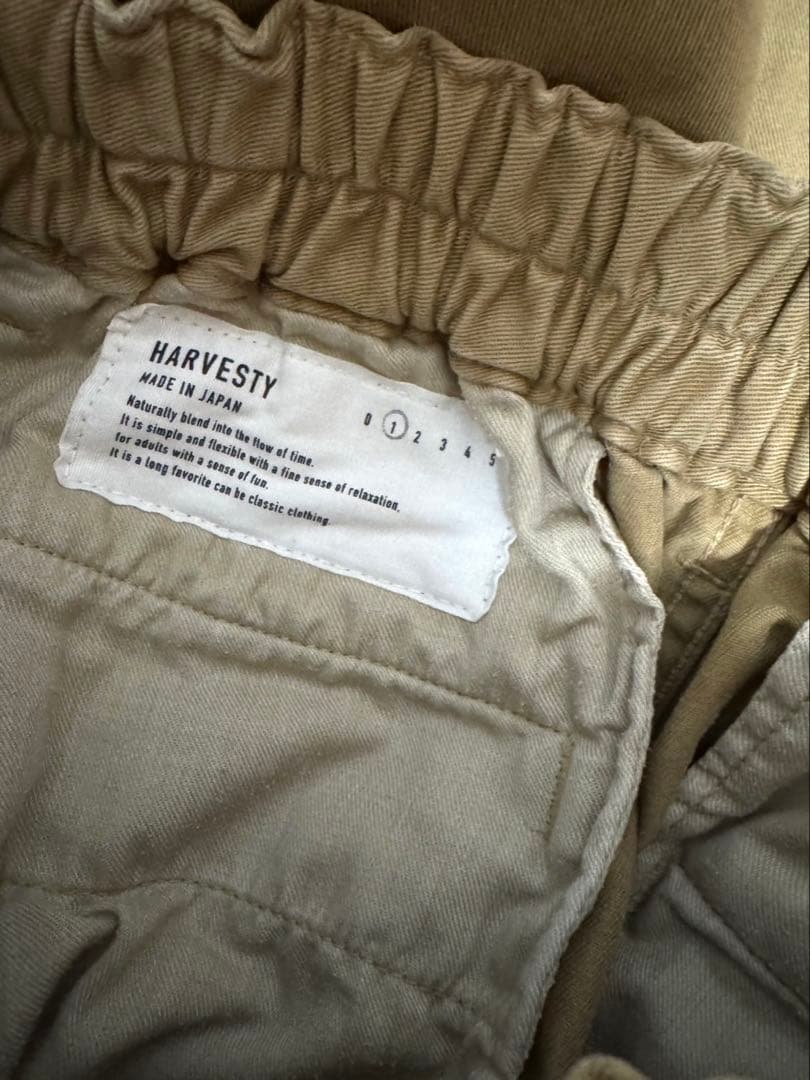 HARVESTY
MADE IN JAPAN
0 1 2 3 4 5
Naturally blend into the flow of time.
It is simple and flexible with a fine sense of relaxation,
for adults with a sense of fun.
It is a long favorite can be classic clothing.